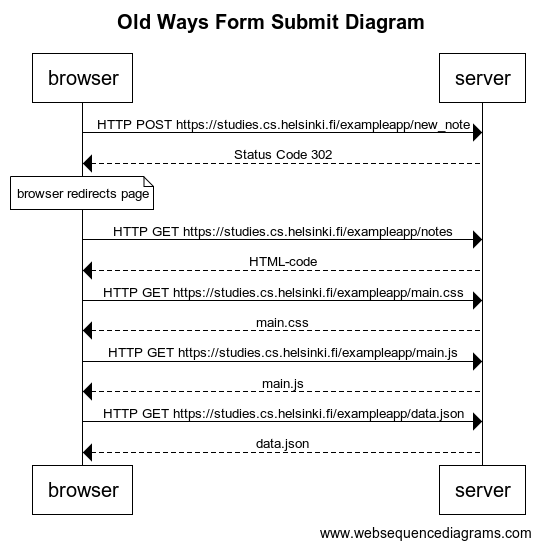 Old Ways Form Submit Diagram
browser server
HTTP POST https://studies.cs.helsinki.fi/exampleapp/new_note
Status Code 302
browser redirects page
HTTP GET https://studies.cs.helsinki.fi/exampleapp/notes
HTML-code
HTTP GET https://studies.cs.helsinki.fi/exampleapp/main.css
main.css
HTTP GET https://studies.cs.helsinki.fi/exampleapp/main.js
main.js
HTTP GET https://studies.cs.helsinki.fi/exampleapp/data.json
data.json
browser server
www.websequencediagrams.com